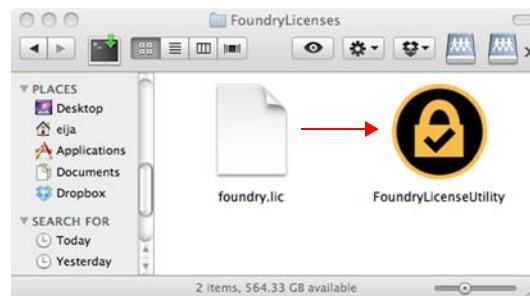 FoundryLicenses
PLACES
Desktop
eija
Applications
Documents
Dropbox
SEARCH FOR
Today
Yesterday
foundry.lic
FoundryLicenseUtility
2 items, 564.33 GB available